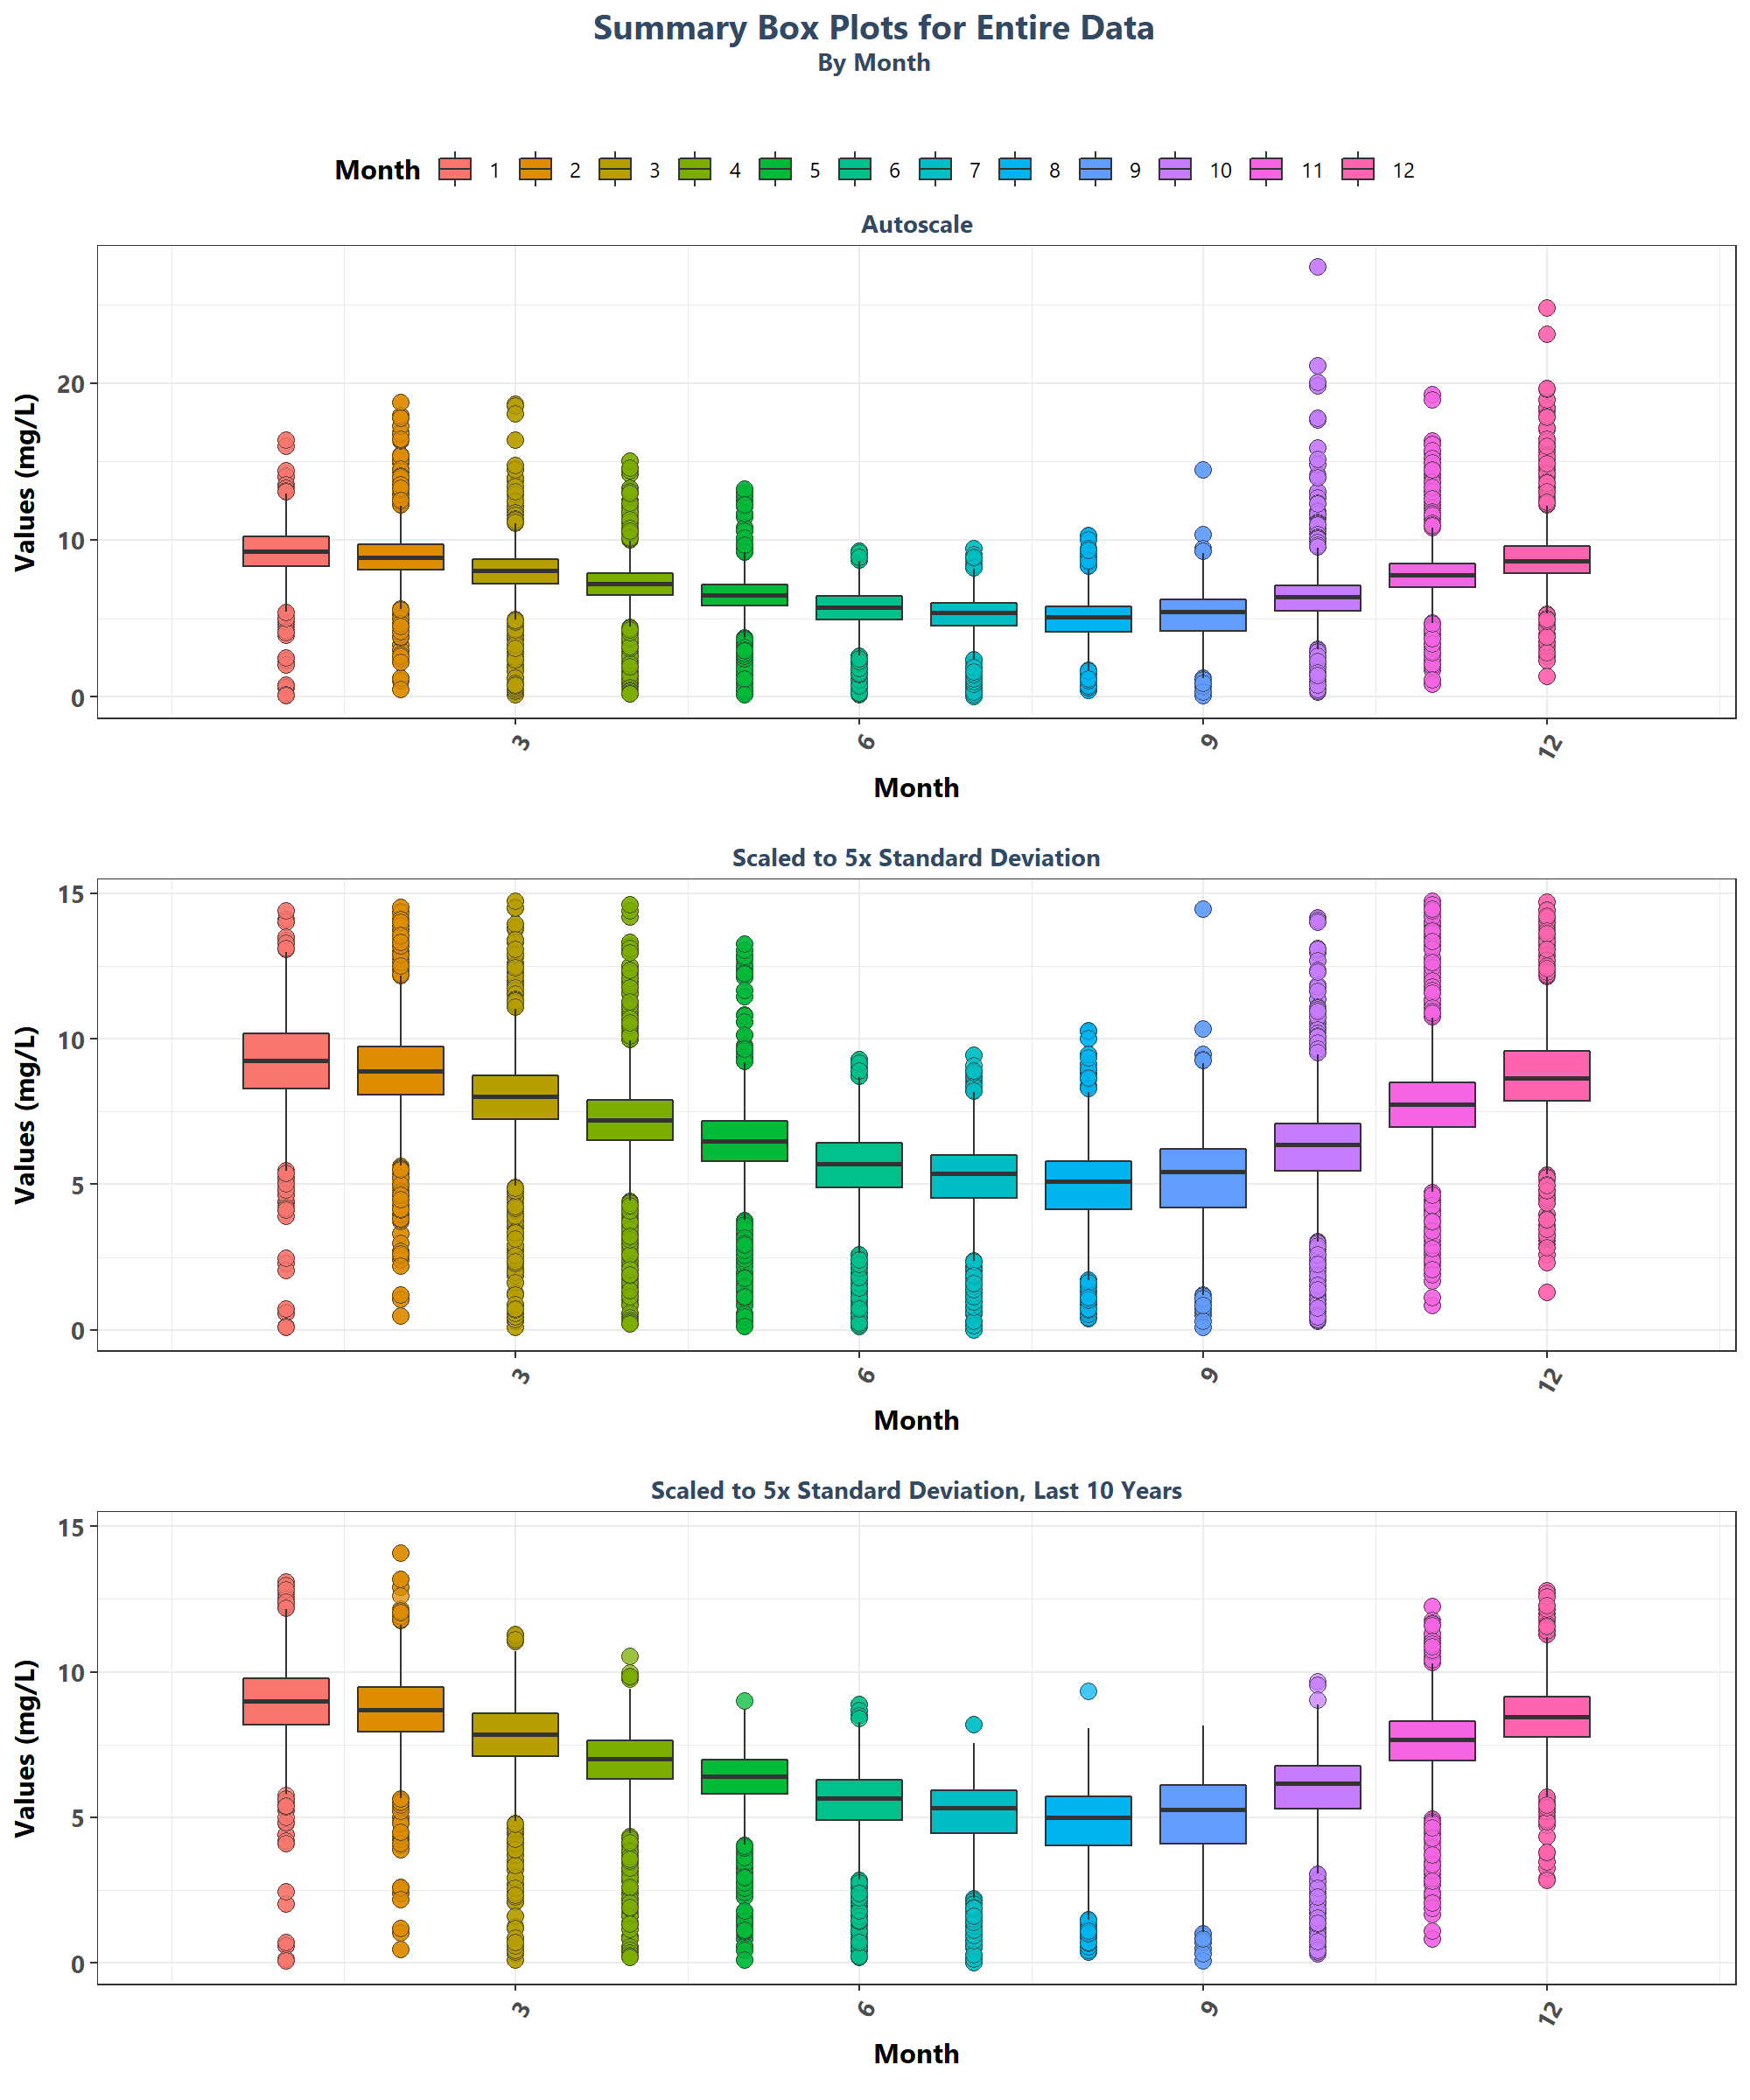 Summary Box Plots for Entire Data
By Month
Month 1 2 3 4 5 6 7 8 9 10 11 12
Autoscale
Values (mg/L)
20
10
0
3 6 9 12
Month
Scaled to 5x Standard Deviation
Values (mg/L)
15
10
5
0
3 6 9 12
Month
Scaled to 5x Standard Deviation, Last 10 Years
Values (mg/L)
15
10
5
0
3 6 9 12
Month